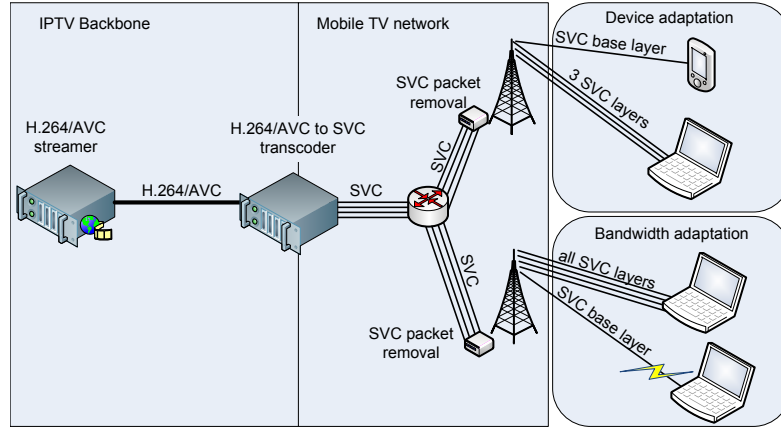 IPTV Backbone
Mobile TV network
Device adaptation
SVC base layer
3 SVC layers
SVC packet
removal
H.264/AVC
streamer
H.264/AVC to SVC
transcoder
H.264/AVC
SVC
SVC
SVC
SVC packet
removal
Bandwidth adaptation
all SVC layers
SVC base layer